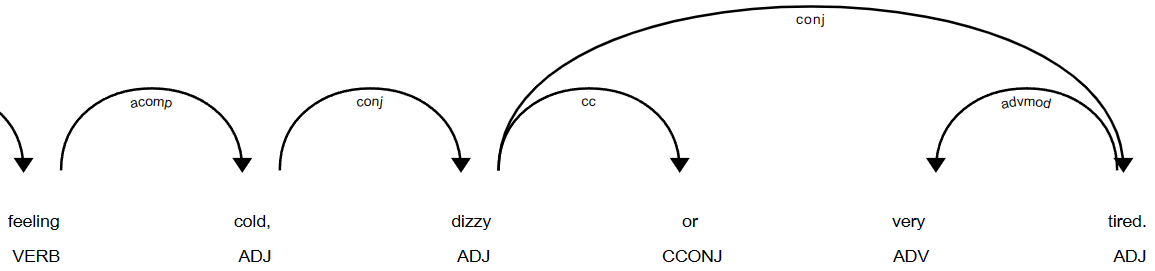 conj
acomp conj cc advmod
feeling cold, dizzy or very tired.
VERB ADJ ADJ CCONJ ADV ADJ